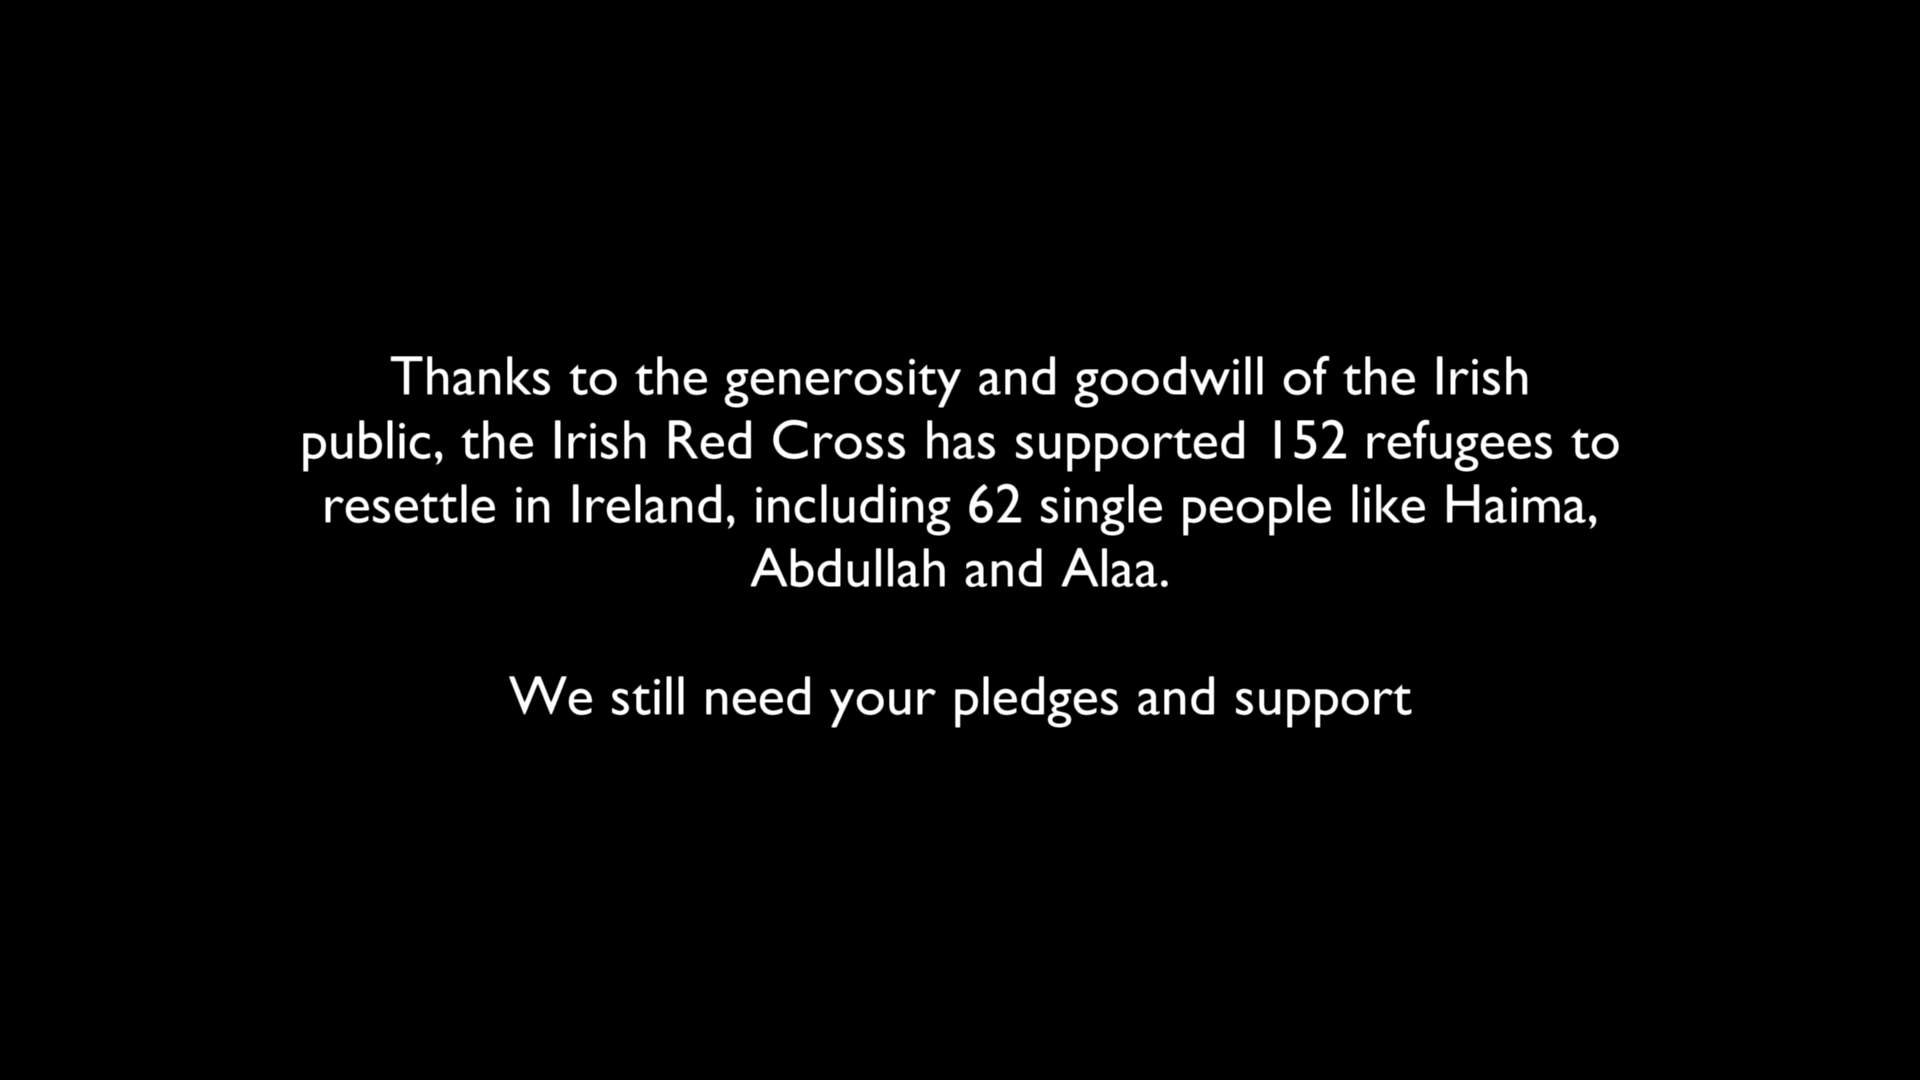 Thanks to the generosity and goodwill of the Irish
public, the Irish Red Cross has supported 152 refugees to
resettle in Ireland, including 62 single people like Haima,
Abdullah and Alaa.
We still need your pledges and support